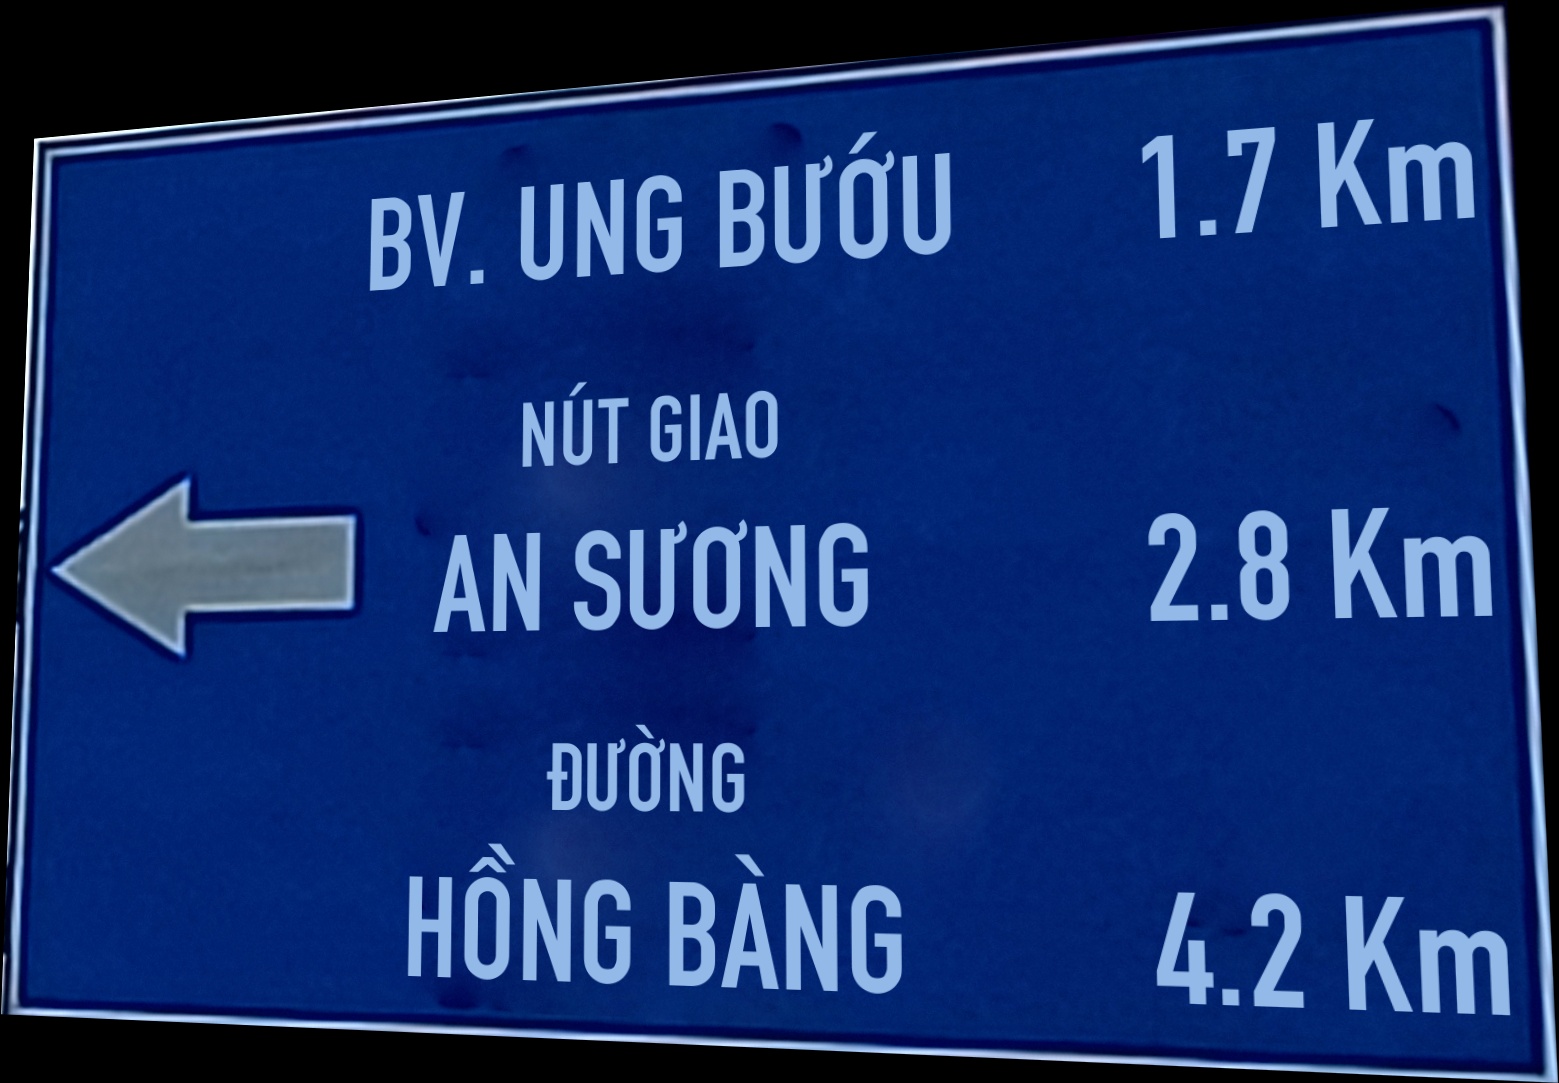 BV. UNG BƯỚU 1.7 Km
NÚT GIAO
AN SƯƠNG 2.8 Km
ĐƯỜNG
HỒNG BÀNG 4.2 Km